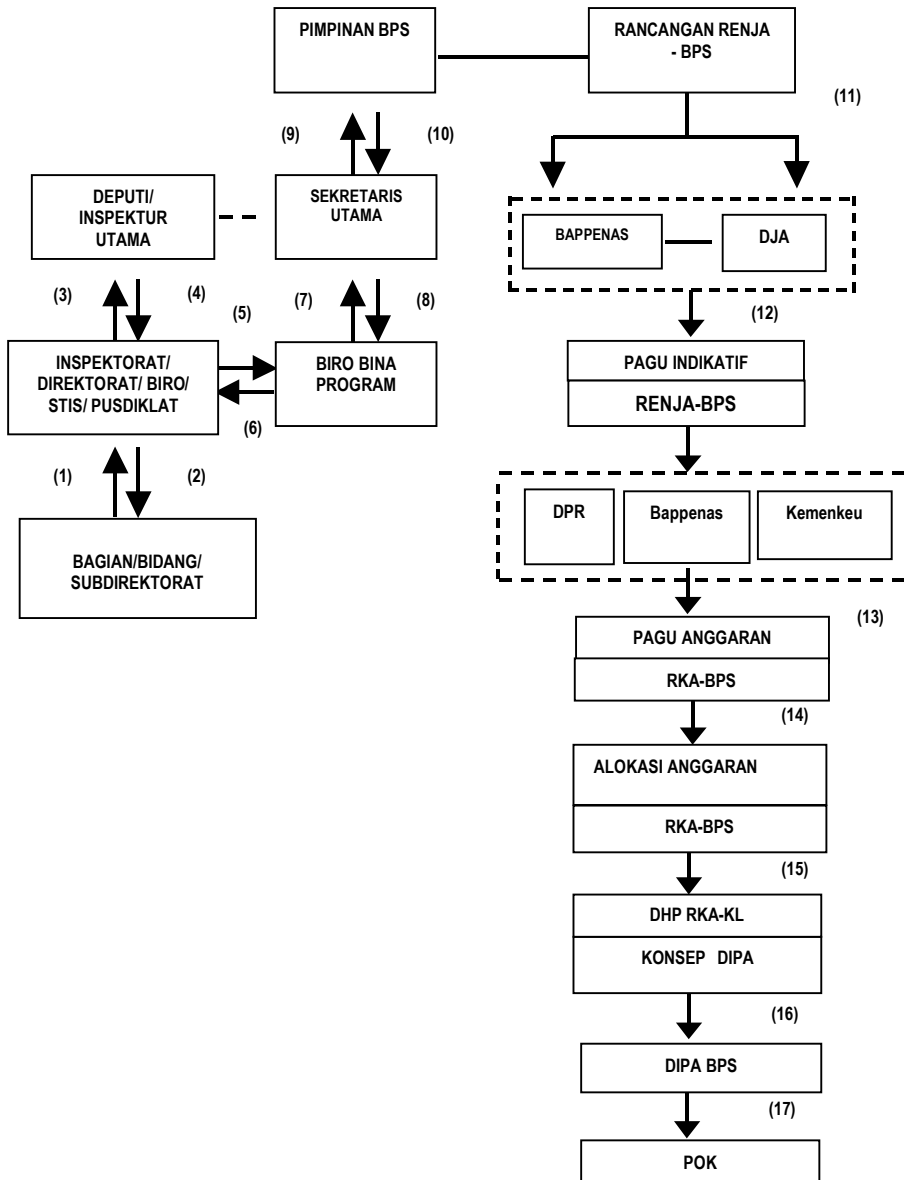 PIMPINAN BPS
RANCANGAN RENJA
- BPS
(11)
(9)
(10)
DEPUTI/
INSPEKTUR
UTAMA
SEKRETARIS
UTAMA
BAPPENAS
DJA
(3)
(4)
(5)
(7)
(8)
(12)
INSPEKTORAT/
DIREKTORAT/ BIRO/
STIS/ PUSDIKLAT
BIRO BINA
PROGRAM
PAGU INDIKATIF
RENJA-BPS
(6)
(1)
(2)
DPR
Bappenas
Kemenkeu
BAGIAN/BIDANG/
SUBDIREKTORAT
(13)
PAGU ANGGARAN
RKA-BPS
(14)
ALOKASI ANGGARAN
RKA-BPS
(15)
DHP RKA-KL
KONSEP DIPA
(16)
DIPA BPS
(17)
POK